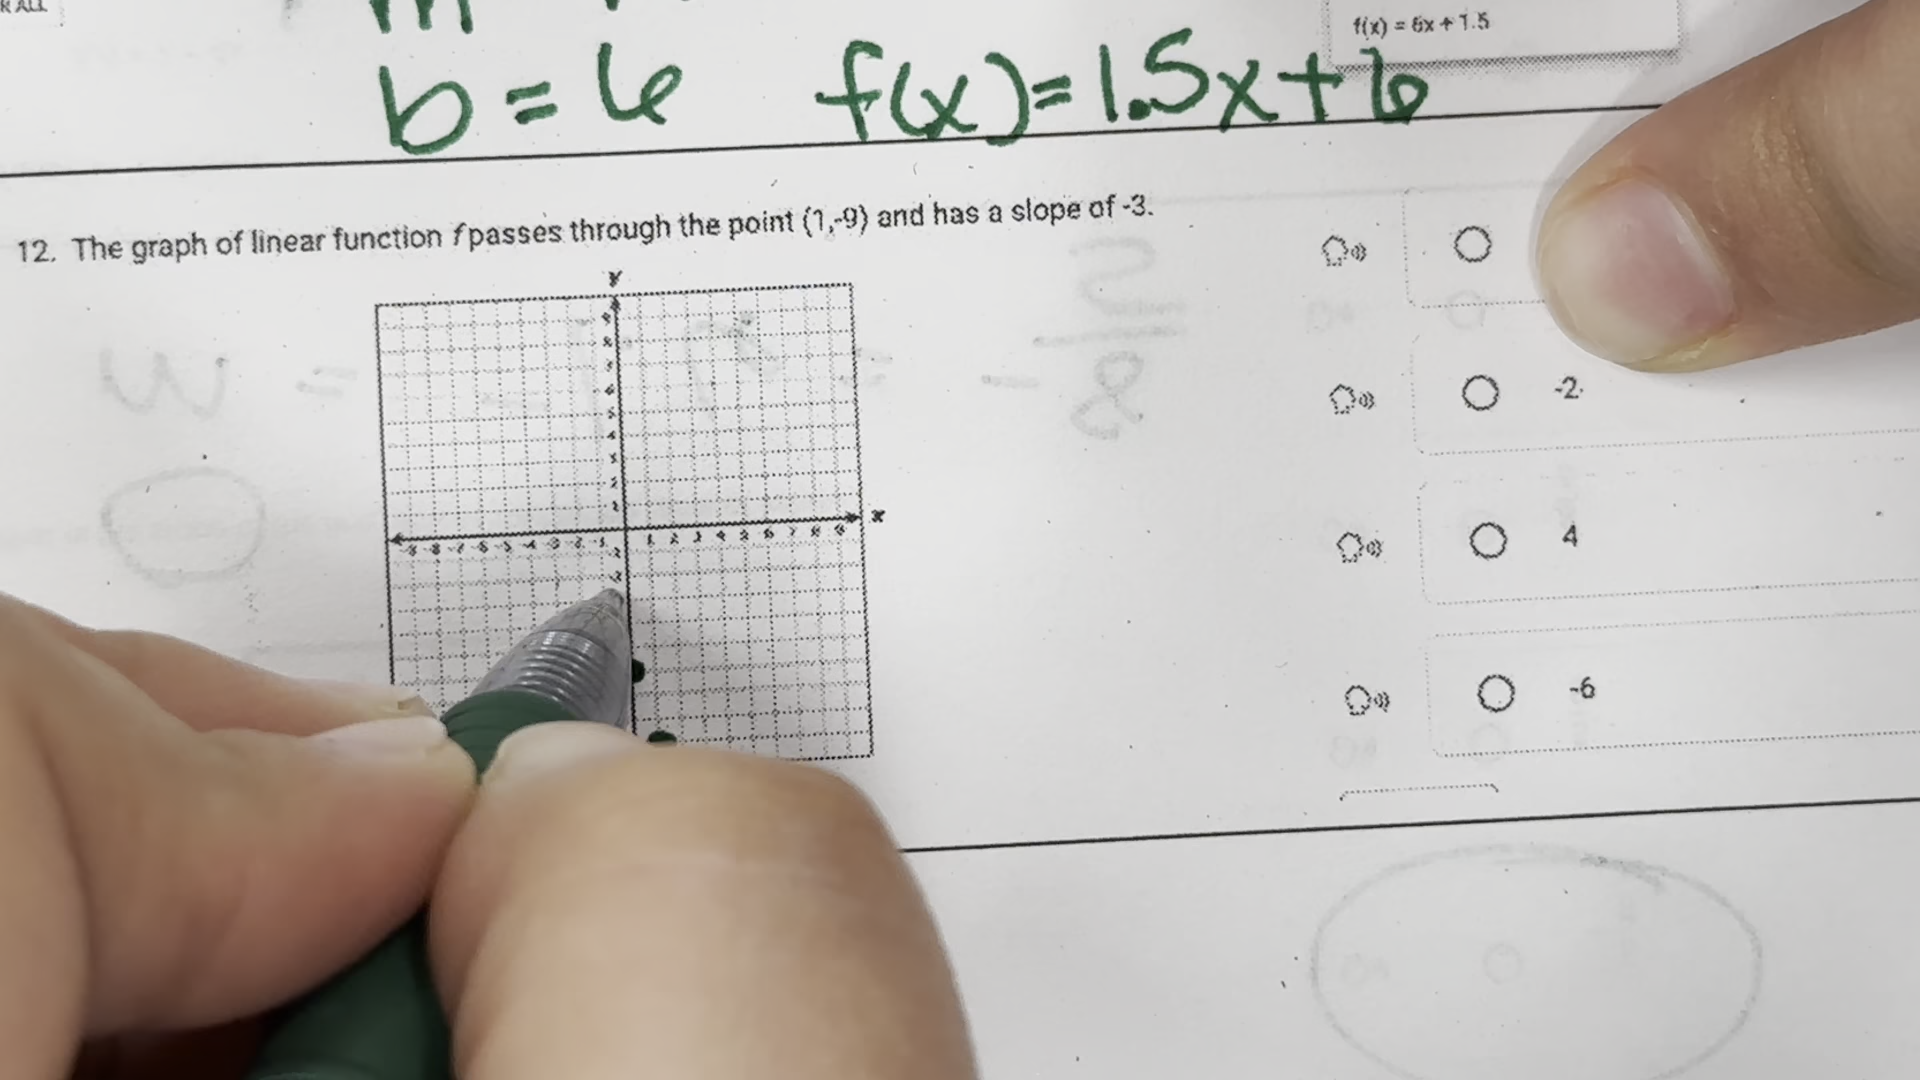 R ALL
f(x) = 6x + 1.5
b = 6 f(x) = 1.5x + 6
12. The graph of linear function f passes through the point (1,-9) and has a slope of -3.
y
x
-2
4
-6